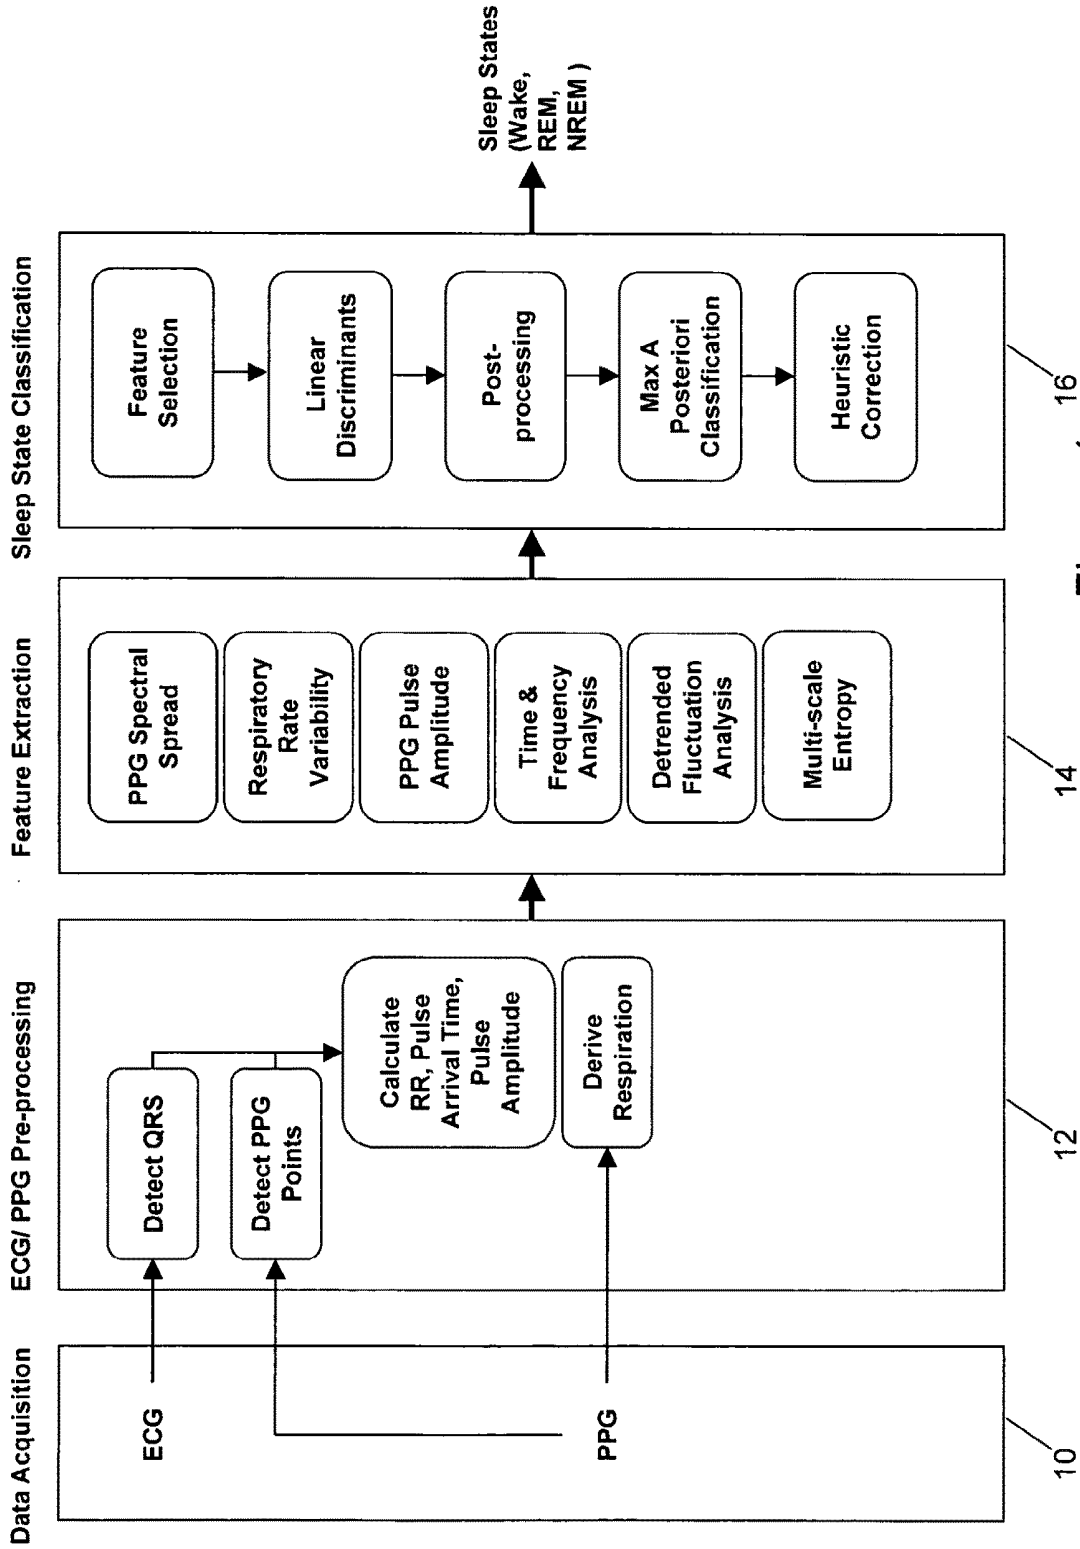 Data Acquisition
ECG
PPG
10
ECG/ PPG Pre-processing
Detect QRS
Detect PPG
Points
Calculate
RR, Pulse
Arrival Time,
Pulse
Amplitude
Derive
Respiration
12
Feature Extraction
PPG Spectral
Spread
Respiratory
Rate
Variability
PPG Pulse
Amplitude
Time &
Frequency
Analysis
Detrended
Fluctuation
Analysis
Multi-scale
Entropy
14
Sleep State Classification
Feature
Selection
Linear
Discriminants
Post-
processing
Max A
Posteriori
Classification
Heuristic
Correction
16
Sleep States
(Wake,
REM,
NREM )